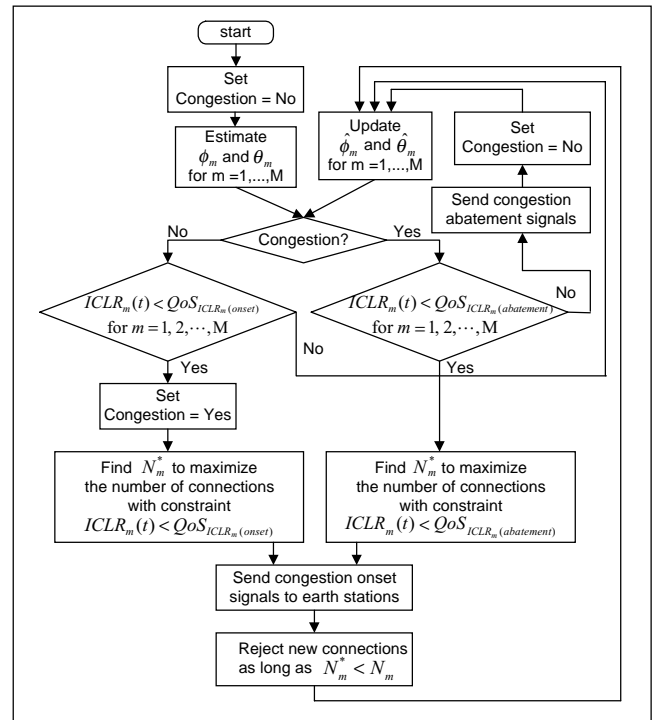 start
Set
Congestion = No
Estimate
ϕ_m and θ_m
for m =1,...,M
Update
ϕ̂_m and θ̂_m
for m =1,...,M
Set
Congestion = No
Send congestion
abatement signals
Congestion?
No
Yes
ICLR_m(t) < QoS_ICLR_m(onset)
for m = 1, 2,⋯, M
No
ICLR_m(t) < QoS_ICLR_m(abatement)
for m = 1, 2,⋯, M
No
Yes
Yes
Set
Congestion = Yes
Find N_m^* to maximize
the number of connections
with constraint
ICLR_m(t) < QoS_ICLR_m(onset)
Find N_m^* to maximize
the number of connections
with constraint
ICLR_m(t) < QoS_ICLR_m(abatement)
Send congestion onset
signals to earth stations
Reject new connections
as long as N_m^* < N_m